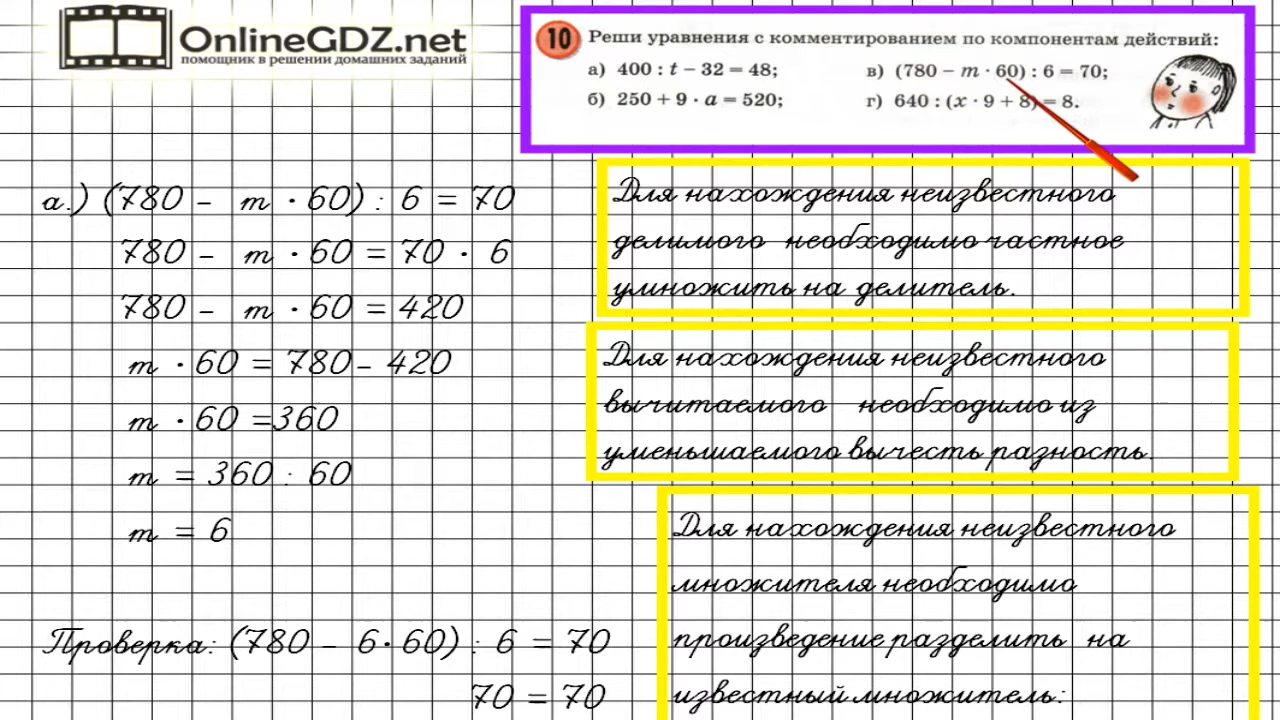 OnlineGDZ.net
помощник в решении домашних заданий
10 Реши уравнения с комментированием по компонентам действий:
а) 400 : t − 32 = 48;
в) (780 − m · 60) : 6 = 70;
б) 250 + 9 · a = 520;
г) 640 : (x · 9 + 8) = 8.
а.) (780 - m · 60) : 6 = 70
780 - m · 60 = 70 · 6
780 - m · 60 = 420
m · 60 = 780 - 420
m · 60 =360
m = 360 : 60
m = 6
Проверка: (780 - 6·60) : 6 = 70
70 = 70
Для нахождения неизвестного
делимого необходимо частное
умножить на делитель.
Для нахождения неизвестного
вычитаемого необходимо из
уменьшаемого вычесть разность.
Для нахождения неизвестного
множителя необходимо
произведение разделить на
известный множитель: